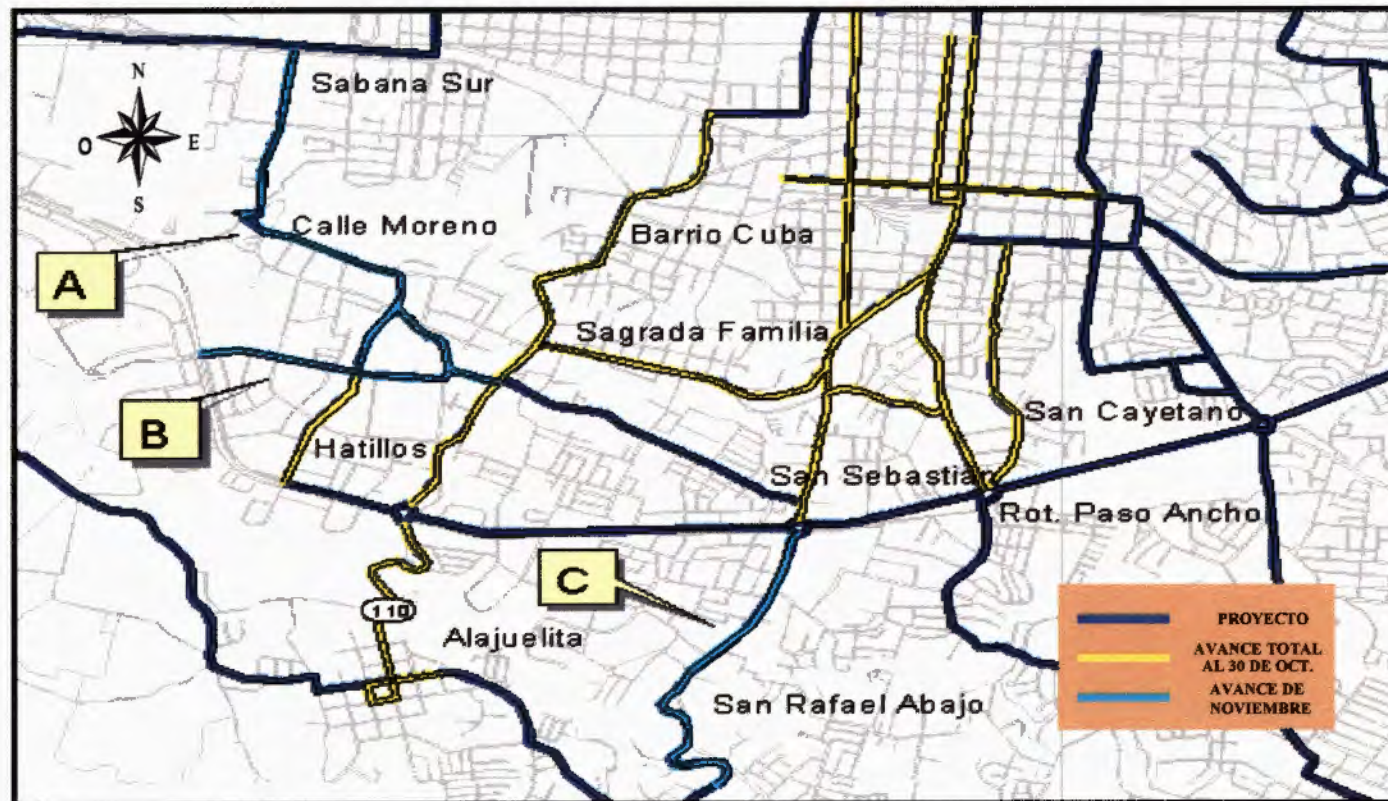 N
Sabana Sur
O
E
S
Calle Moreno
Barrio Cuba
A
Sagrada Familia
B
San Cayetano
Hatillos
San Sebastián
Rot. Paso Ancho
C
110
Alajuelita
San Rafael Abajo
PROYECTO
AVANCE TOTAL
AL 30 DE OCT.
AVANCE DE
NOVIEMBRE